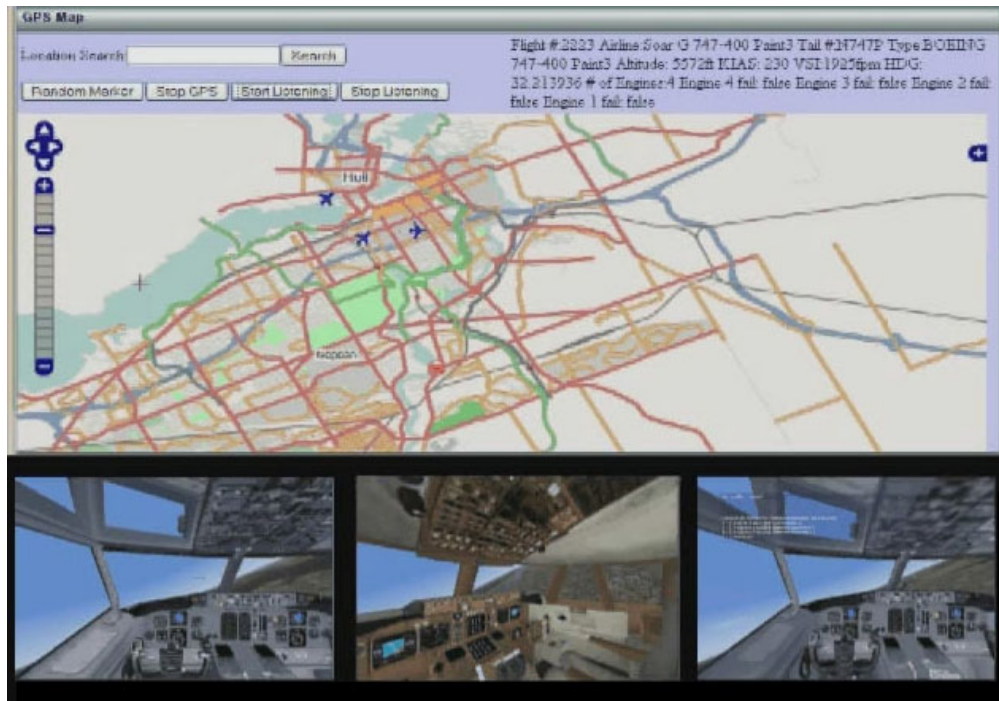 GPS Map
Location Search
Search
Random Marker Stop GPS Start Listening Stop Listening
Flight #:2223 Airline:Soar G 747-400 Paint3 Tail #:N747P Type:BOEING
747-400 Paint3 Altitude: 5572ft KIAS: 230 VSI:1925fpm HDG:
32.213936 # of Engines:4 Engine 4 fail: false Engine 3 fail: false Engine 2 fail:
false Engine 1 fail: false
Hull
Nepean